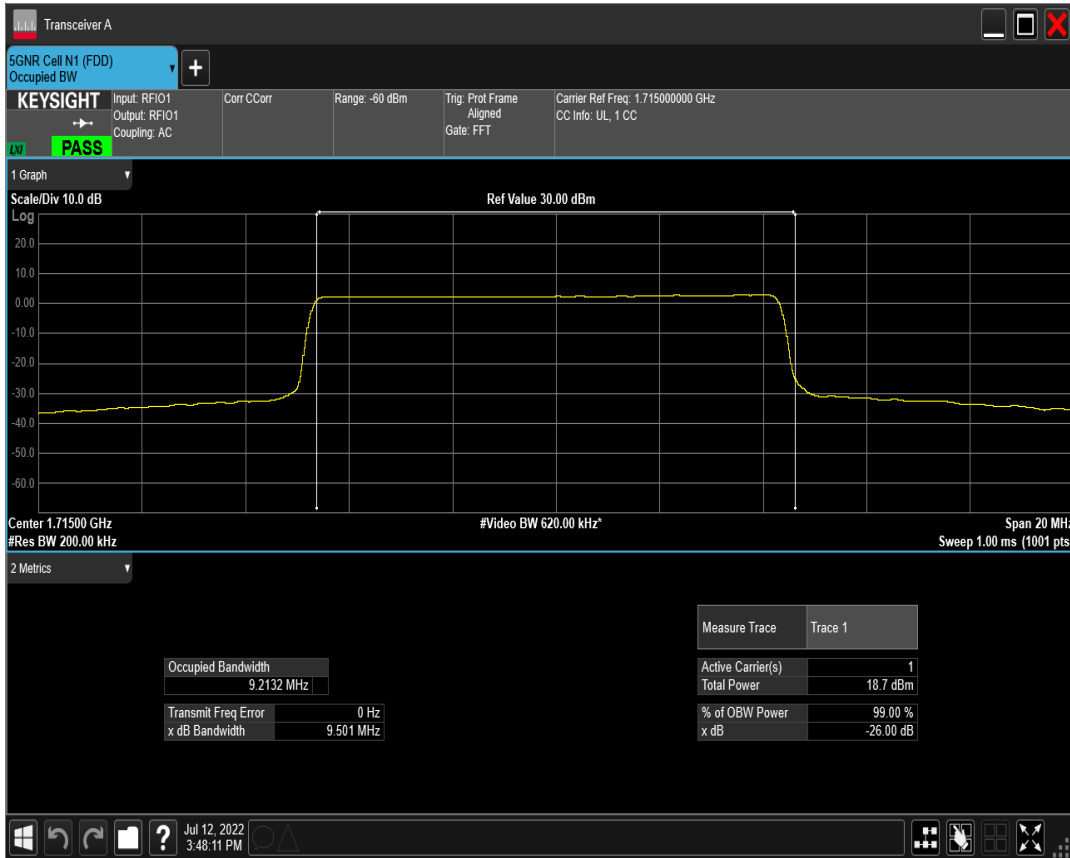 Transceiver A
5GNR Cell N1 (FDD)
Occupied BW
+
KEYSIGHT
LXI
PASS
Input: RFIO1
Output: RFIO1
Coupling: AC
Corr CCorr
Range: -60 dBm
Trig: Prot Frame
Aligned
Gate: FFT
Carrier Ref Freq: 1.715000000 GHz
CC Info: UL, 1 CC
1 Graph
Scale/Div 10.0 dB
Ref Value 30.00 dBm
Log
20.0
10.0
0.00
-10.0
-20.0
-30.0
-40.0
-50.0
-60.0
Center 1.71500 GHz
#Video BW 620.00 kHz*
Span 20 MHz
#Res BW 200.00 kHz
Sweep 1.00 ms (1001 pts
2 Metrics
Measure Trace Trace 1
Occupied Bandwidth
9.2132 MHz
Active Carrier(s) 1
Total Power 18.7 dBm
Transmit Freq Error 0 Hz
x dB Bandwidth 9.501 MHz
% of OBW Power 99.00 %
x dB -26.00 dB
?
Jul 12, 2022
3:48:11 PM